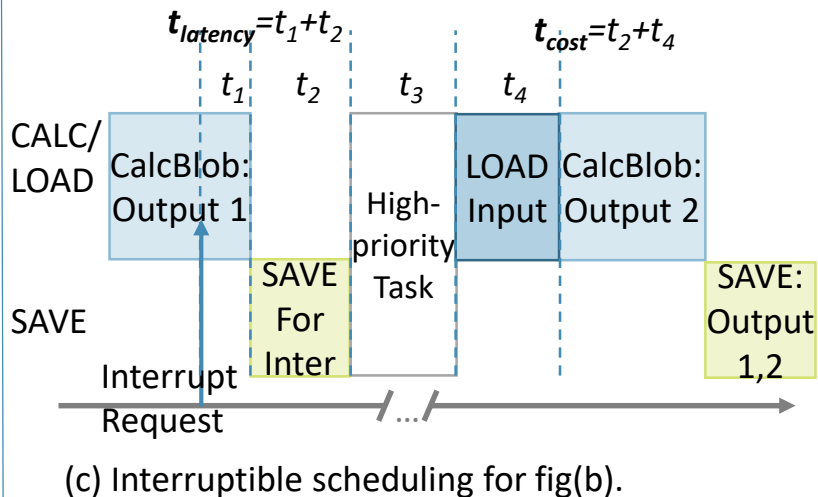 t_latency=t_1+t_2
t_cost=t_2+t_4
t_1
t_2
t_3
t_4
CALC/
LOAD
CalcBlob:
Output 1
High-
priority
Task
LOAD
Input
CalcBlob:
Output 2
SAVE
SAVE
For
Inter
SAVE:
Output
1,2
Interrupt
Request
...
(c) Interruptible scheduling for fig(b).